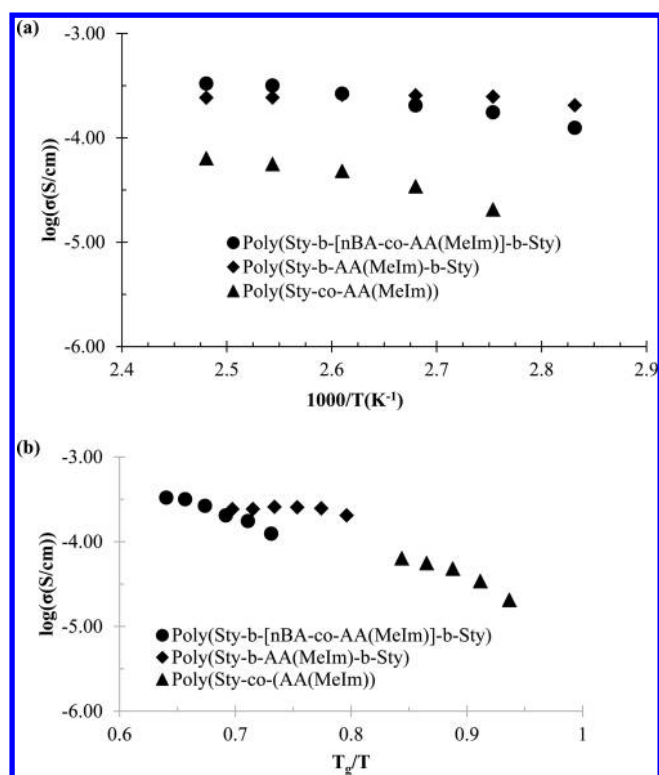 (a)
-3.00
-4.00
-5.00
-6.00
log(σ(S/cm))
Poly(Sty-b-[nBA-co-AA(MeIm)]-b-Sty)
Poly(Sty-b-AA(MeIm)-b-Sty)
Poly(Sty-co-AA(MeIm))
2.4 2.5 2.6 2.7 2.8 2.9
1000/T(K⁻¹)
(b)
-3.00
-4.00
-5.00
-6.00
log(σ(S/cm))
Poly(Sty-b-[nBA-co-AA(MeIm)]-b-Sty)
Poly(Sty-b-AA(MeIm)-b-Sty)
Poly(Sty-co-(AA(MeIm))
0.6 0.7 0.8 0.9 1
Tg/T